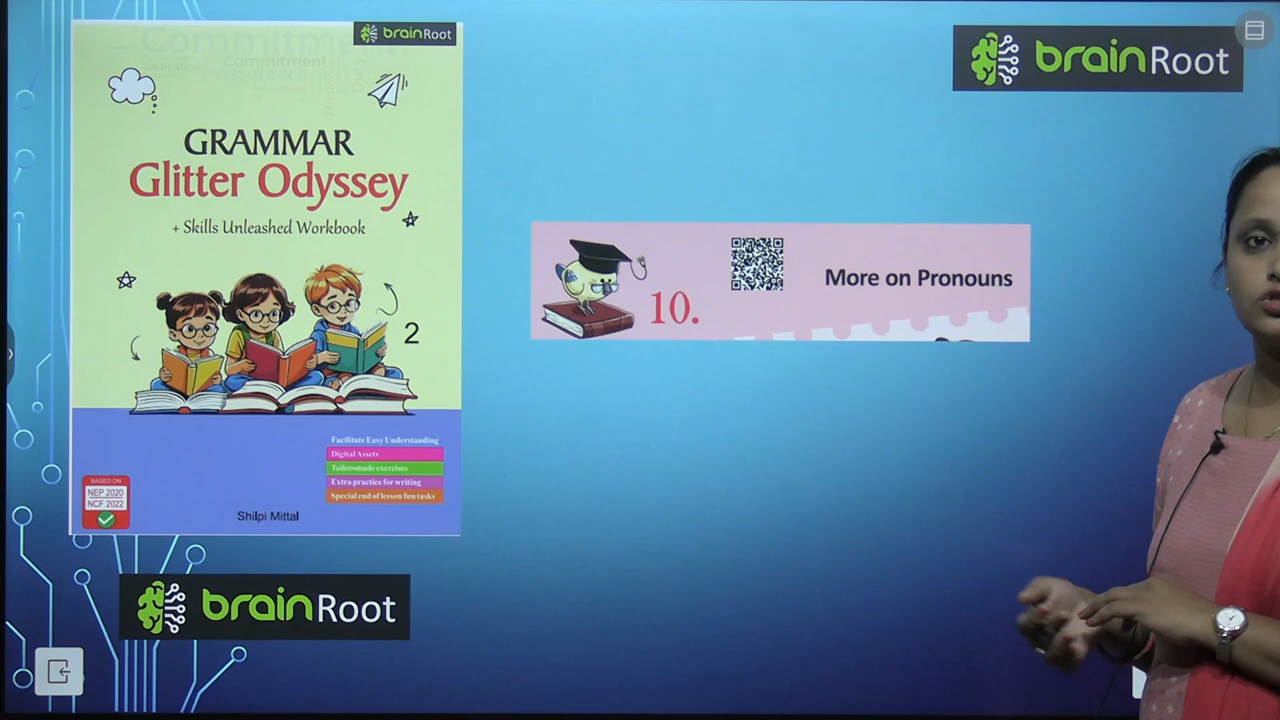 brainRoot
Commitment
Commitment
GRAMMAR
Glitter Odyssey
+ Skills Unleashed Workbook
2
Facilitate Easy Understanding
Digital Assets
Tailor-made exercises
Extra practice for writing
Special end of lesson fun tasks
BASED ON
NEP 2020
NCF 2022
Shilpi Mittal
brainRoot
brainRoot
10.
More on Pronouns